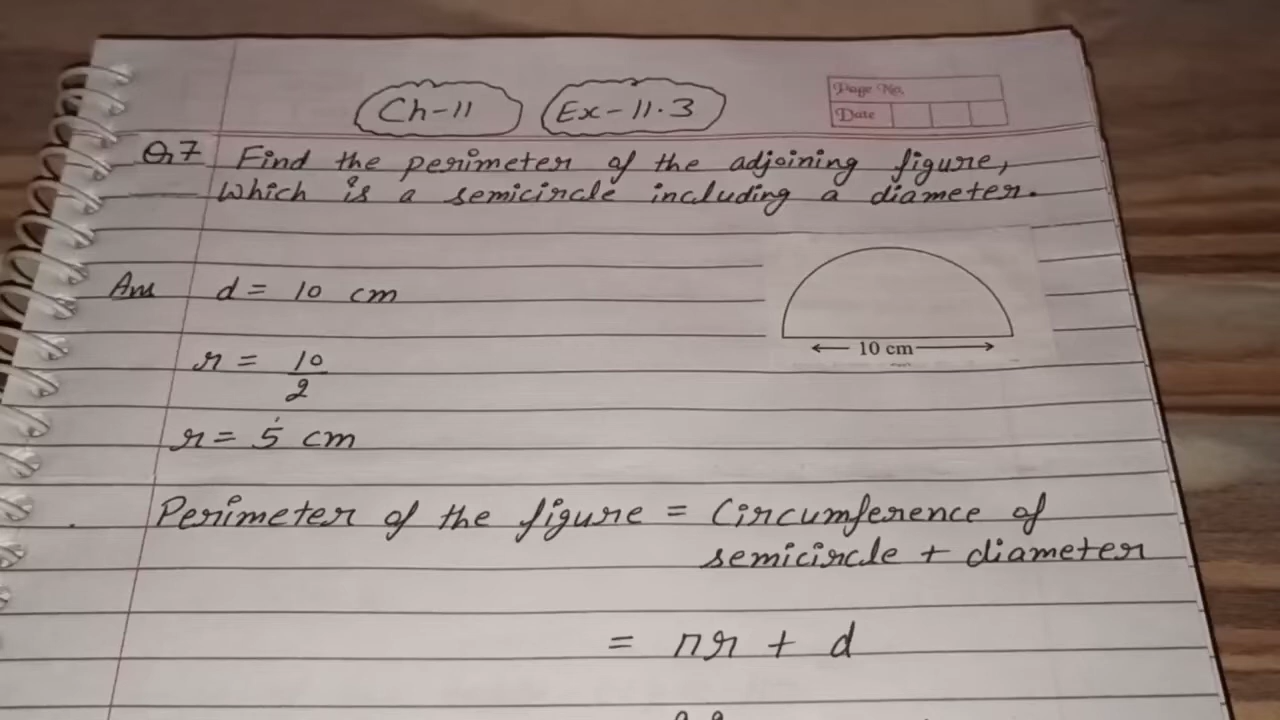 Ch-11 Ex-11.3
Page No.
Date
Q.7 Find the perimeter of the adjoining figure,
which is a semicircle including a diameter.
Ans d = 10 cm
10 cm
r = 10/2
r = 5 cm
Perimeter of the figure = Circumference of
semicircle + diameter
= πr + d